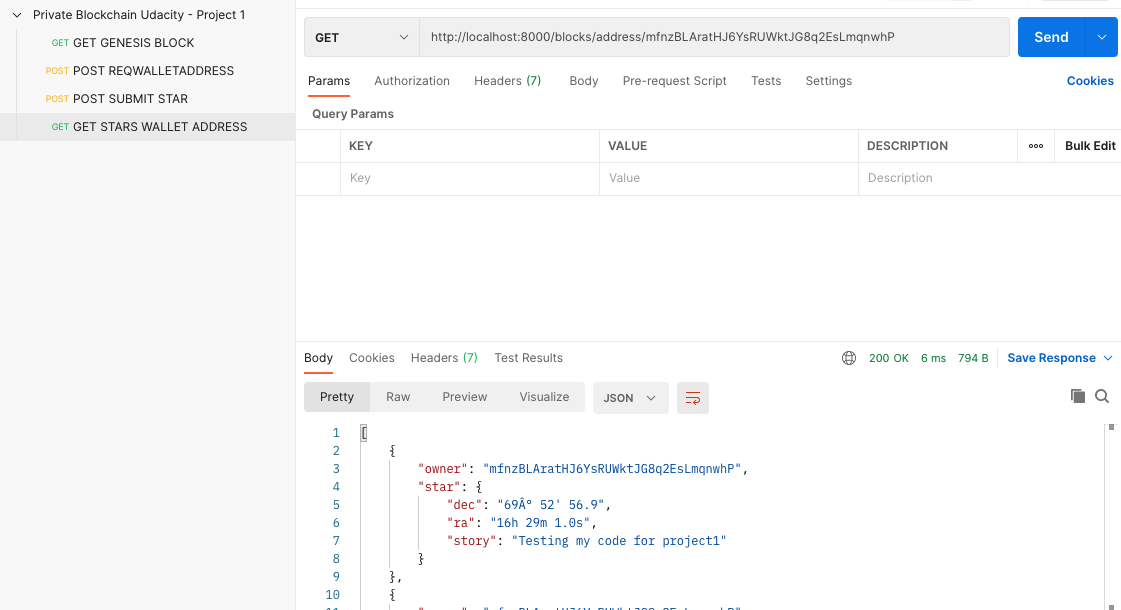 Private Blockchain Udacity - Project 1
GET GET GENESIS BLOCK
POST POST REQWALLETADDRESS
POST POST SUBMIT STAR
GET GET STARS WALLET ADDRESS
GET http://localhost:8000/blocks/address/mfnzBLAratHJ6YsRUWktJG8q2EsLmqnwhP Send
Params Authorization Headers (7) Body Pre-request Script Tests Settings Cookies
Query Params
KEY VALUE DESCRIPTION ooo Bulk Edit
Key Value Description
Body Cookies Headers (7) Test Results 200 OK 6 ms 794 B Save Response
Pretty Raw Preview Visualize JSON
1 [
2 {
3 "owner": "mfnzBLAratHJ6YsRUWktJG8q2EsLmqnwhP",
4 "star": {
5 "dec": "69Â° 52' 56.9",
6 "ra": "16h 29m 1.0s",
7 "story": "Testing my code for project1"
8 }
9 },
10 {